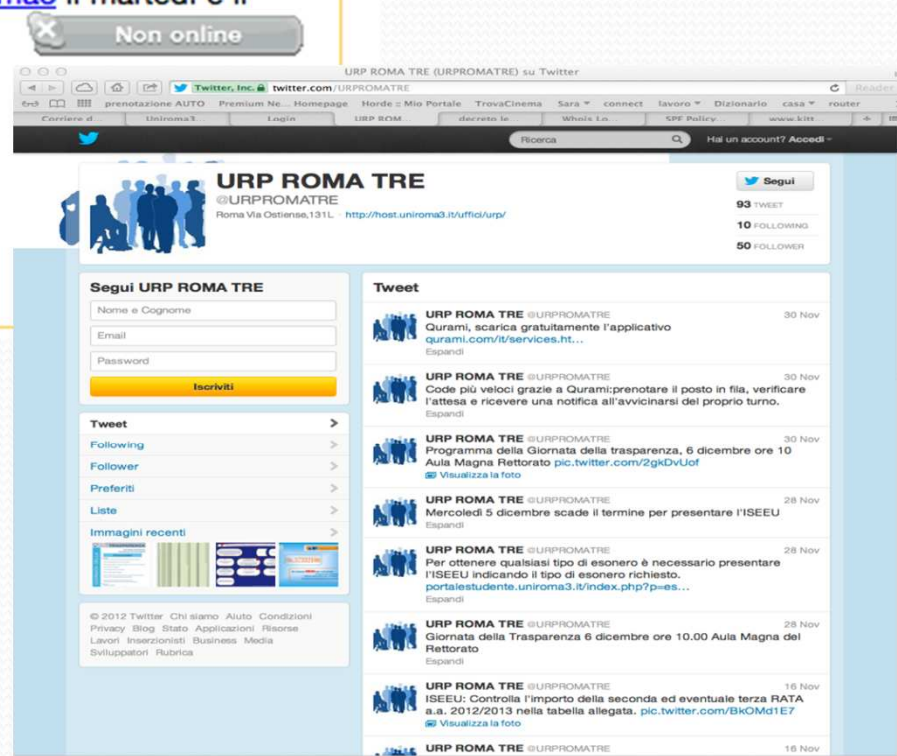 il martedì e il
Non online
URP ROMA TRE (URPROMATRE) su Twitter
Twitter, Inc. twitter.com/URPROMATRE
Reader
prenotazione AUTO Premium Ne... Homepage Horde :: Mio Portale TrovaCinema Sara connect lavoro Dizionario casa router
Corriere d... Uniroma3... Login URP ROM... decreto le... Whois Lo... SPF Policy... www.kitt...
Ricerca
Hai un account? Accedi
URP ROMA TRE
@URPROMATRE
Roma Via Ostiense,131L · http://host.uniroma3.it/uffici/urp/
Segui
93 TWEET
10 FOLLOWING
50 FOLLOWER
Segui URP ROMA TRE
Nome e Cognome
Email
Password
Iscriviti
Tweet
Following
Follower
Preferiti
Liste
Immagini recenti
© 2012 Twitter Chi siamo Aiuto Condizioni
Privacy Blog Stato Applicazioni Risorse
Lavori Inserzionisti Business Media
Sviluppatori Rubrica
Tweet
URP ROMA TRE @URPROMATRE 30 Nov
Qurami, scarica gratuitamente l'applicativo
qurami.com/it/services.ht...
Espandi
URP ROMA TRE @URPROMATRE 30 Nov
Code più veloci grazie a Qurami:prenotare il posto in fila, verificare
l'attesa e ricevere una notifica all'avvicinarsi del proprio turno.
Espandi
URP ROMA TRE @URPROMATRE 30 Nov
Programma della Giornata della trasparenza, 6 dicembre ore 10
Aula Magna Rettorato pic.twitter.com/2gkDvUof
Visualizza la foto
URP ROMA TRE @URPROMATRE 28 Nov
Mercoledì 5 dicembre scade il termine per presentare l'ISEEU
Espandi
URP ROMA TRE @URPROMATRE 28 Nov
Per ottenere qualsiasi tipo di esonero è necessario presentare
l'ISEEU indicando il tipo di esonero richiesto.
portalestudente.uniroma3.it/index.php?p=es...
Espandi
URP ROMA TRE @URPROMATRE 28 Nov
Giornata della Trasparenza 6 dicembre ore 10.00 Aula Magna del
Rettorato
Espandi
URP ROMA TRE @URPROMATRE 16 Nov
ISEEU: Controlla l'importo della seconda ed eventuale terza RATA
a.a. 2012/2013 nella tabella allegata. pic.twitter.com/BkOMd1E7
Visualizza la foto
URP ROMA TRE @URPROMATRE 16 Nov